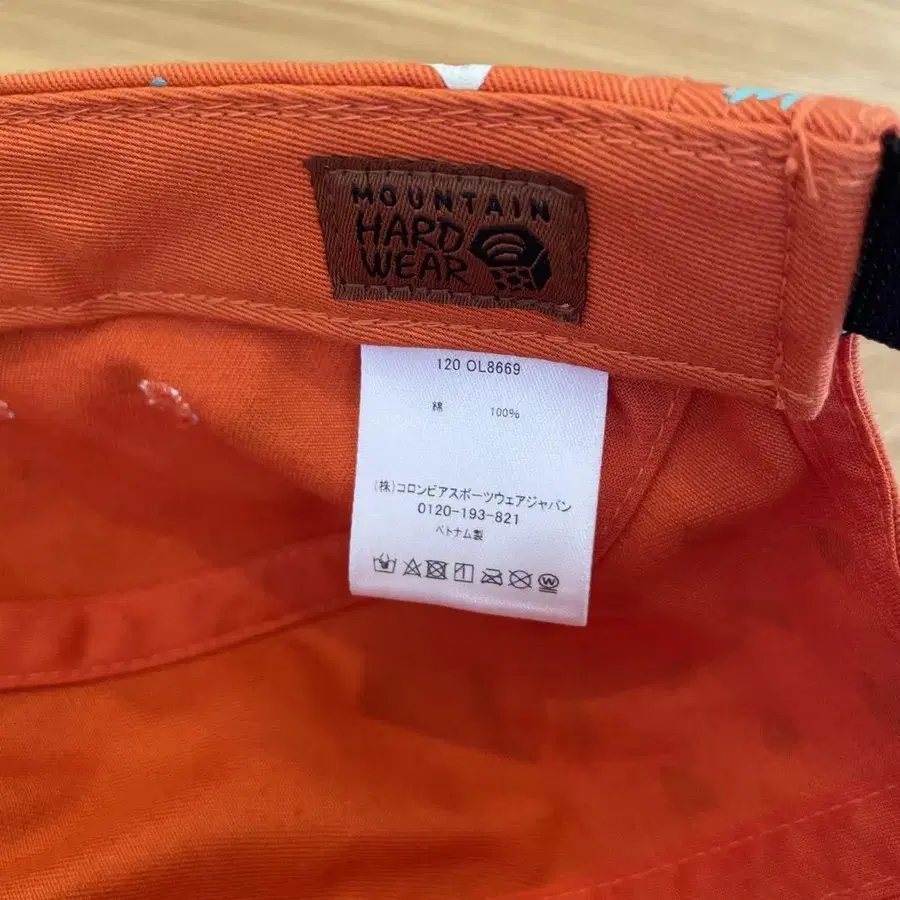 MOUNTAIN
HARD
WEAR
120 OL8669
綿 100%
(株)コロンビアスポーツウェアジャパン
0120-193-821
ベトナム製
W